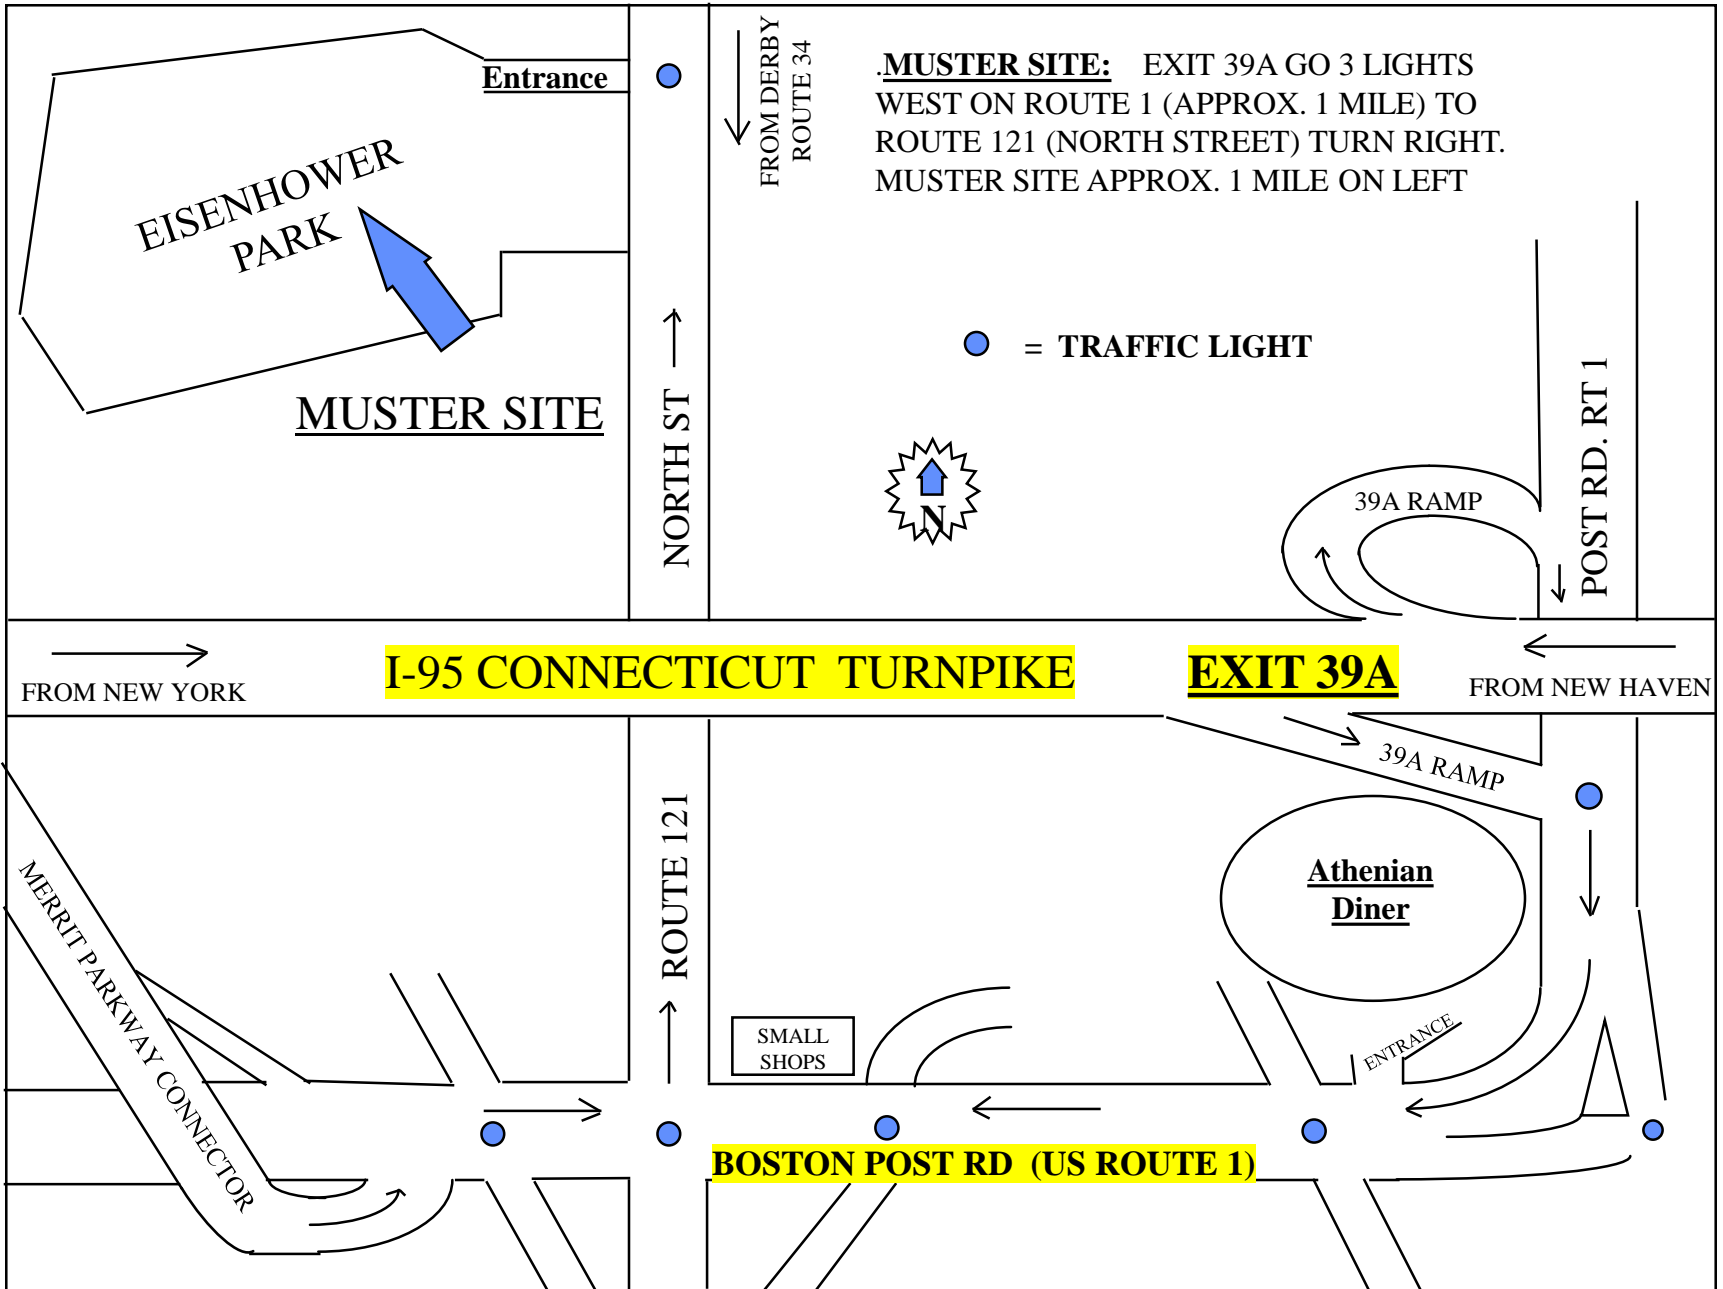 Entrance
EISENHOWER
PARK
MUSTER SITE
FROM DERBY
ROUTE 34
.MUSTER SITE: EXIT 39A GO 3 LIGHTS
WEST ON ROUTE 1 (APPROX. 1 MILE) TO
ROUTE 121 (NORTH STREET) TURN RIGHT.
MUSTER SITE APPROX. 1 MILE ON LEFT
= TRAFFIC LIGHT
NORTH ST
N
39A RAMP
POST RD. RT 1
FROM NEW YORK
I-95 CONNECTICUT TURNPIKE
EXIT 39A
FROM NEW HAVEN
39A RAMP
Athenian
Diner
ROUTE 121
MERRIT PARKWAY CONNECTOR
SMALL
SHOPS
ENTRANCE
BOSTON POST RD (US ROUTE 1)